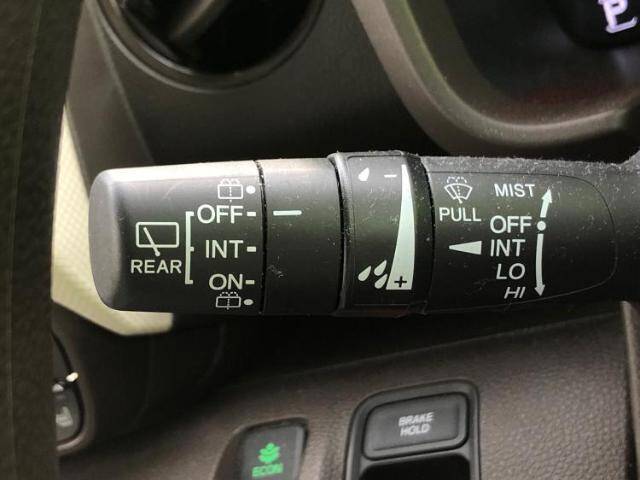 P
OFF
INT
REAR
ON
- 
+
PULL
MIST
OFF
INT
LO
HI
BRAKE
HOLD
ECON